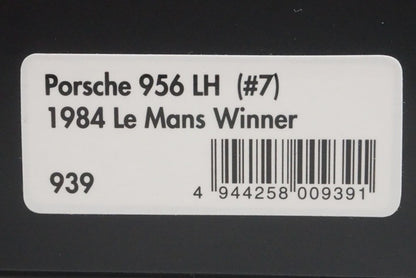 Porsche 956 LH (#7)
1984 Le Mans Winner
939
4 944258 009391